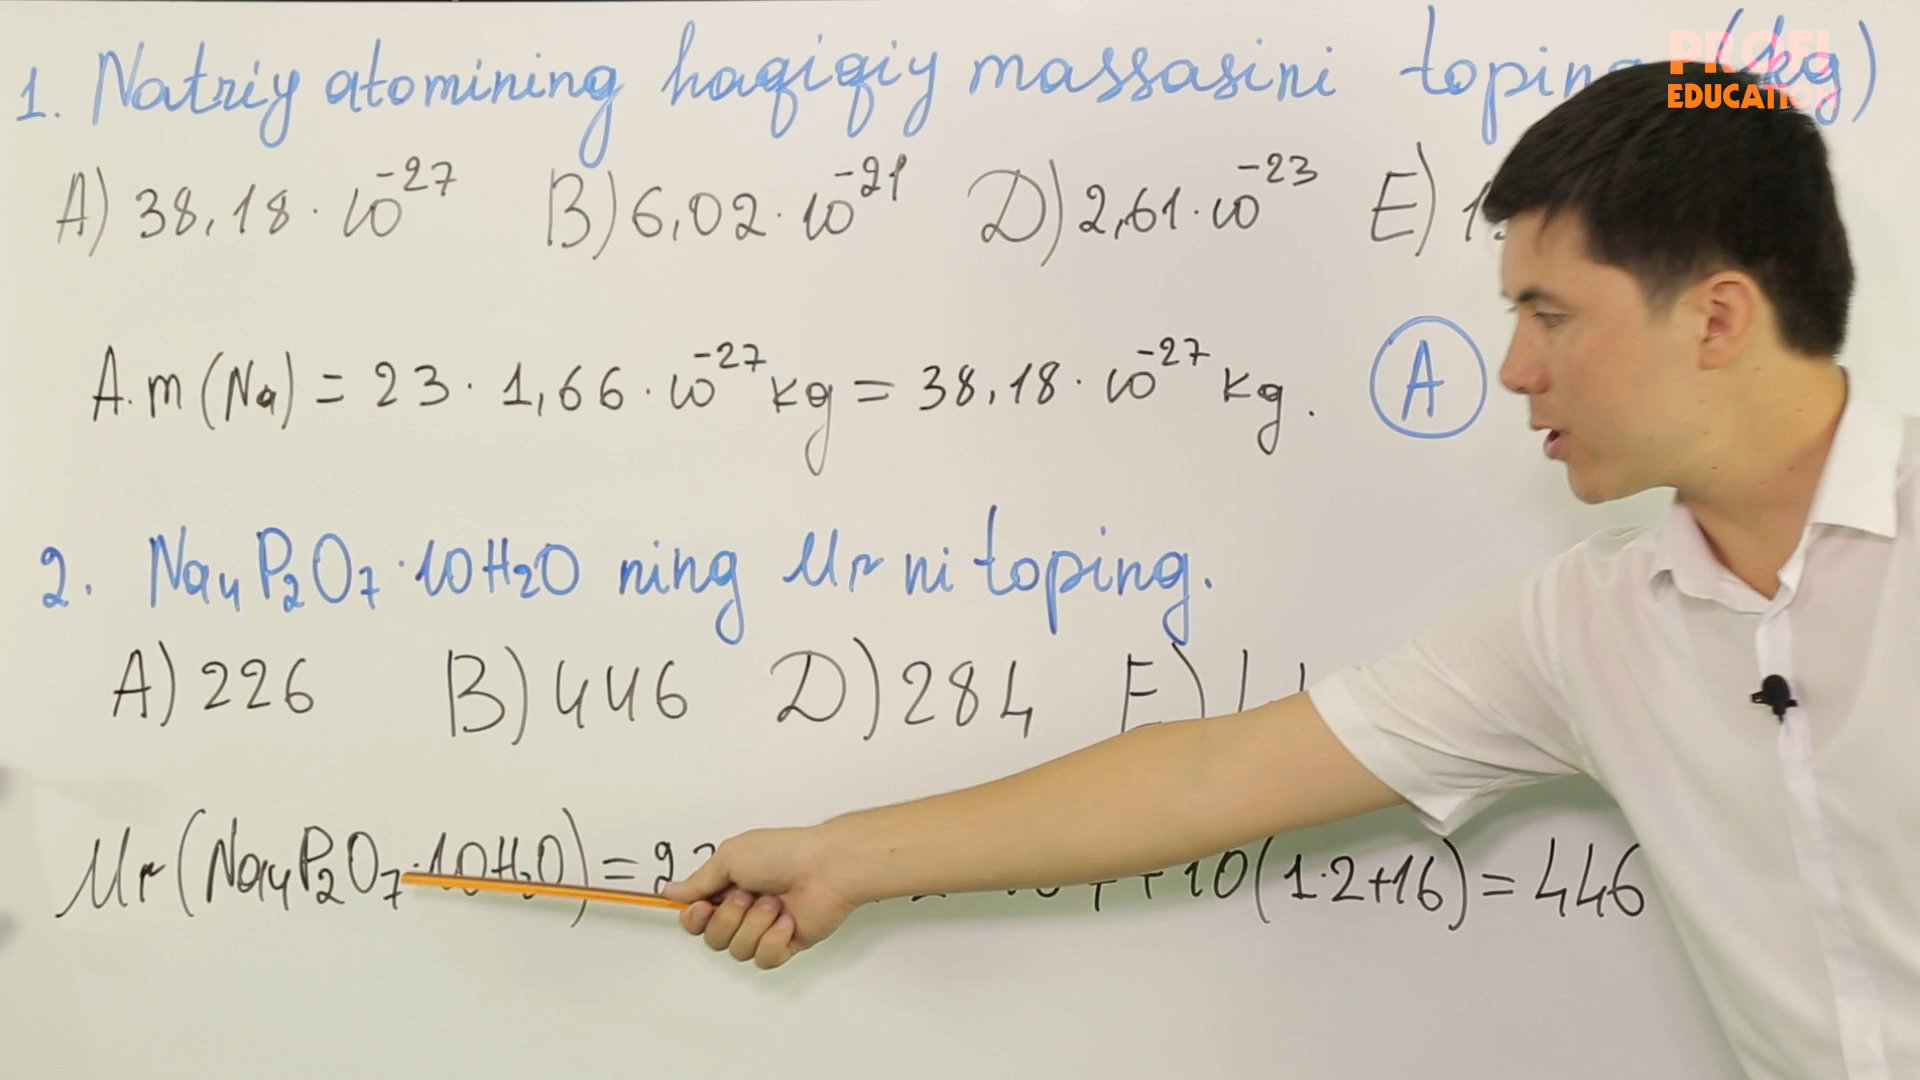 PROFI
EDUCATION
1. Natriy atomining haqiqiy massasini toping (kg)
A) 38,18·10⁻²⁷ B) 6,02·10⁻²¹ D) 2,61·10⁻²³ E) 1
A.m (Na) = 23 · 1,66 · 10⁻²⁷ kg = 38,18 · 10⁻²⁷ kg. A
2. Na₄P₂O₇·10H₂O ning Mr ni toping.
A) 226 B) 446 D) 284 E)
Mr(Na₄P₂O₇·10H₂O) = 23 +10(1·2+16) = 446